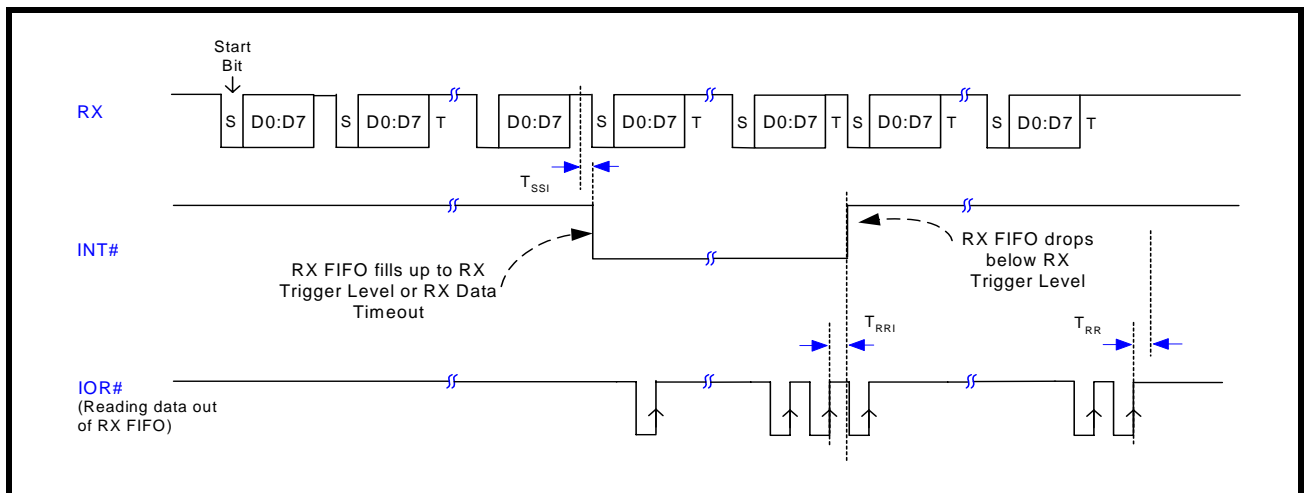 Start
Bit
RX
S D0:D7 S D0:D7 T D0:D7 S D0:D7 T S D0:D7 T S D0:D7 T S D0:D7 T
TSSI
INT#
RX FIFO fills up to RX
Trigger Level or RX Data
Timeout
RX FIFO drops
below RX
Trigger Level
TRRI
TRR
IOR#
(Reading data out
of RX FIFO)